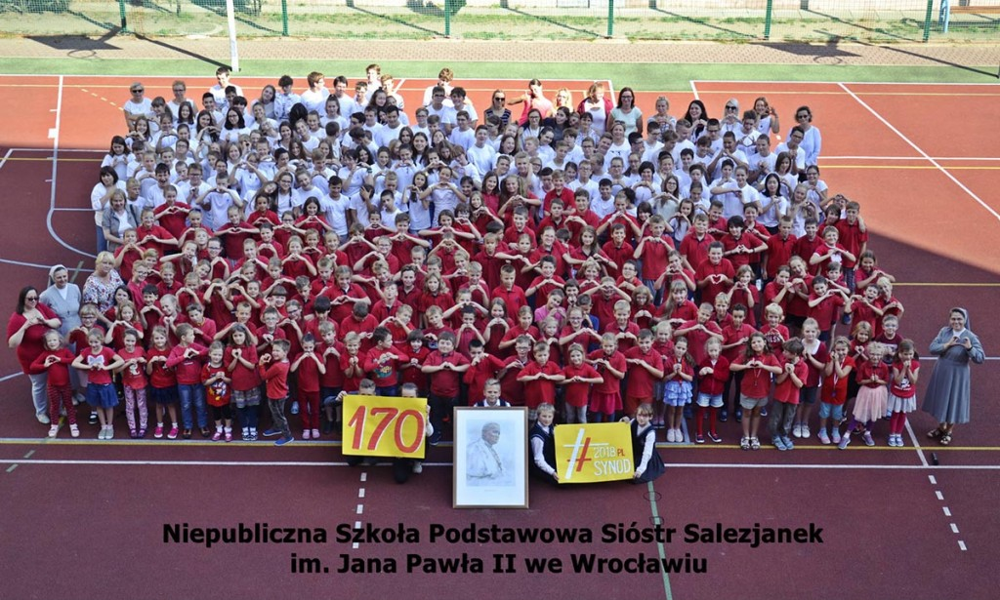 170
2018.PL
# SYNOD
Niepubliczna Szkoła Podstawowa Sióstr Salezjanek
im. Jana Pawła II we Wrocławiu